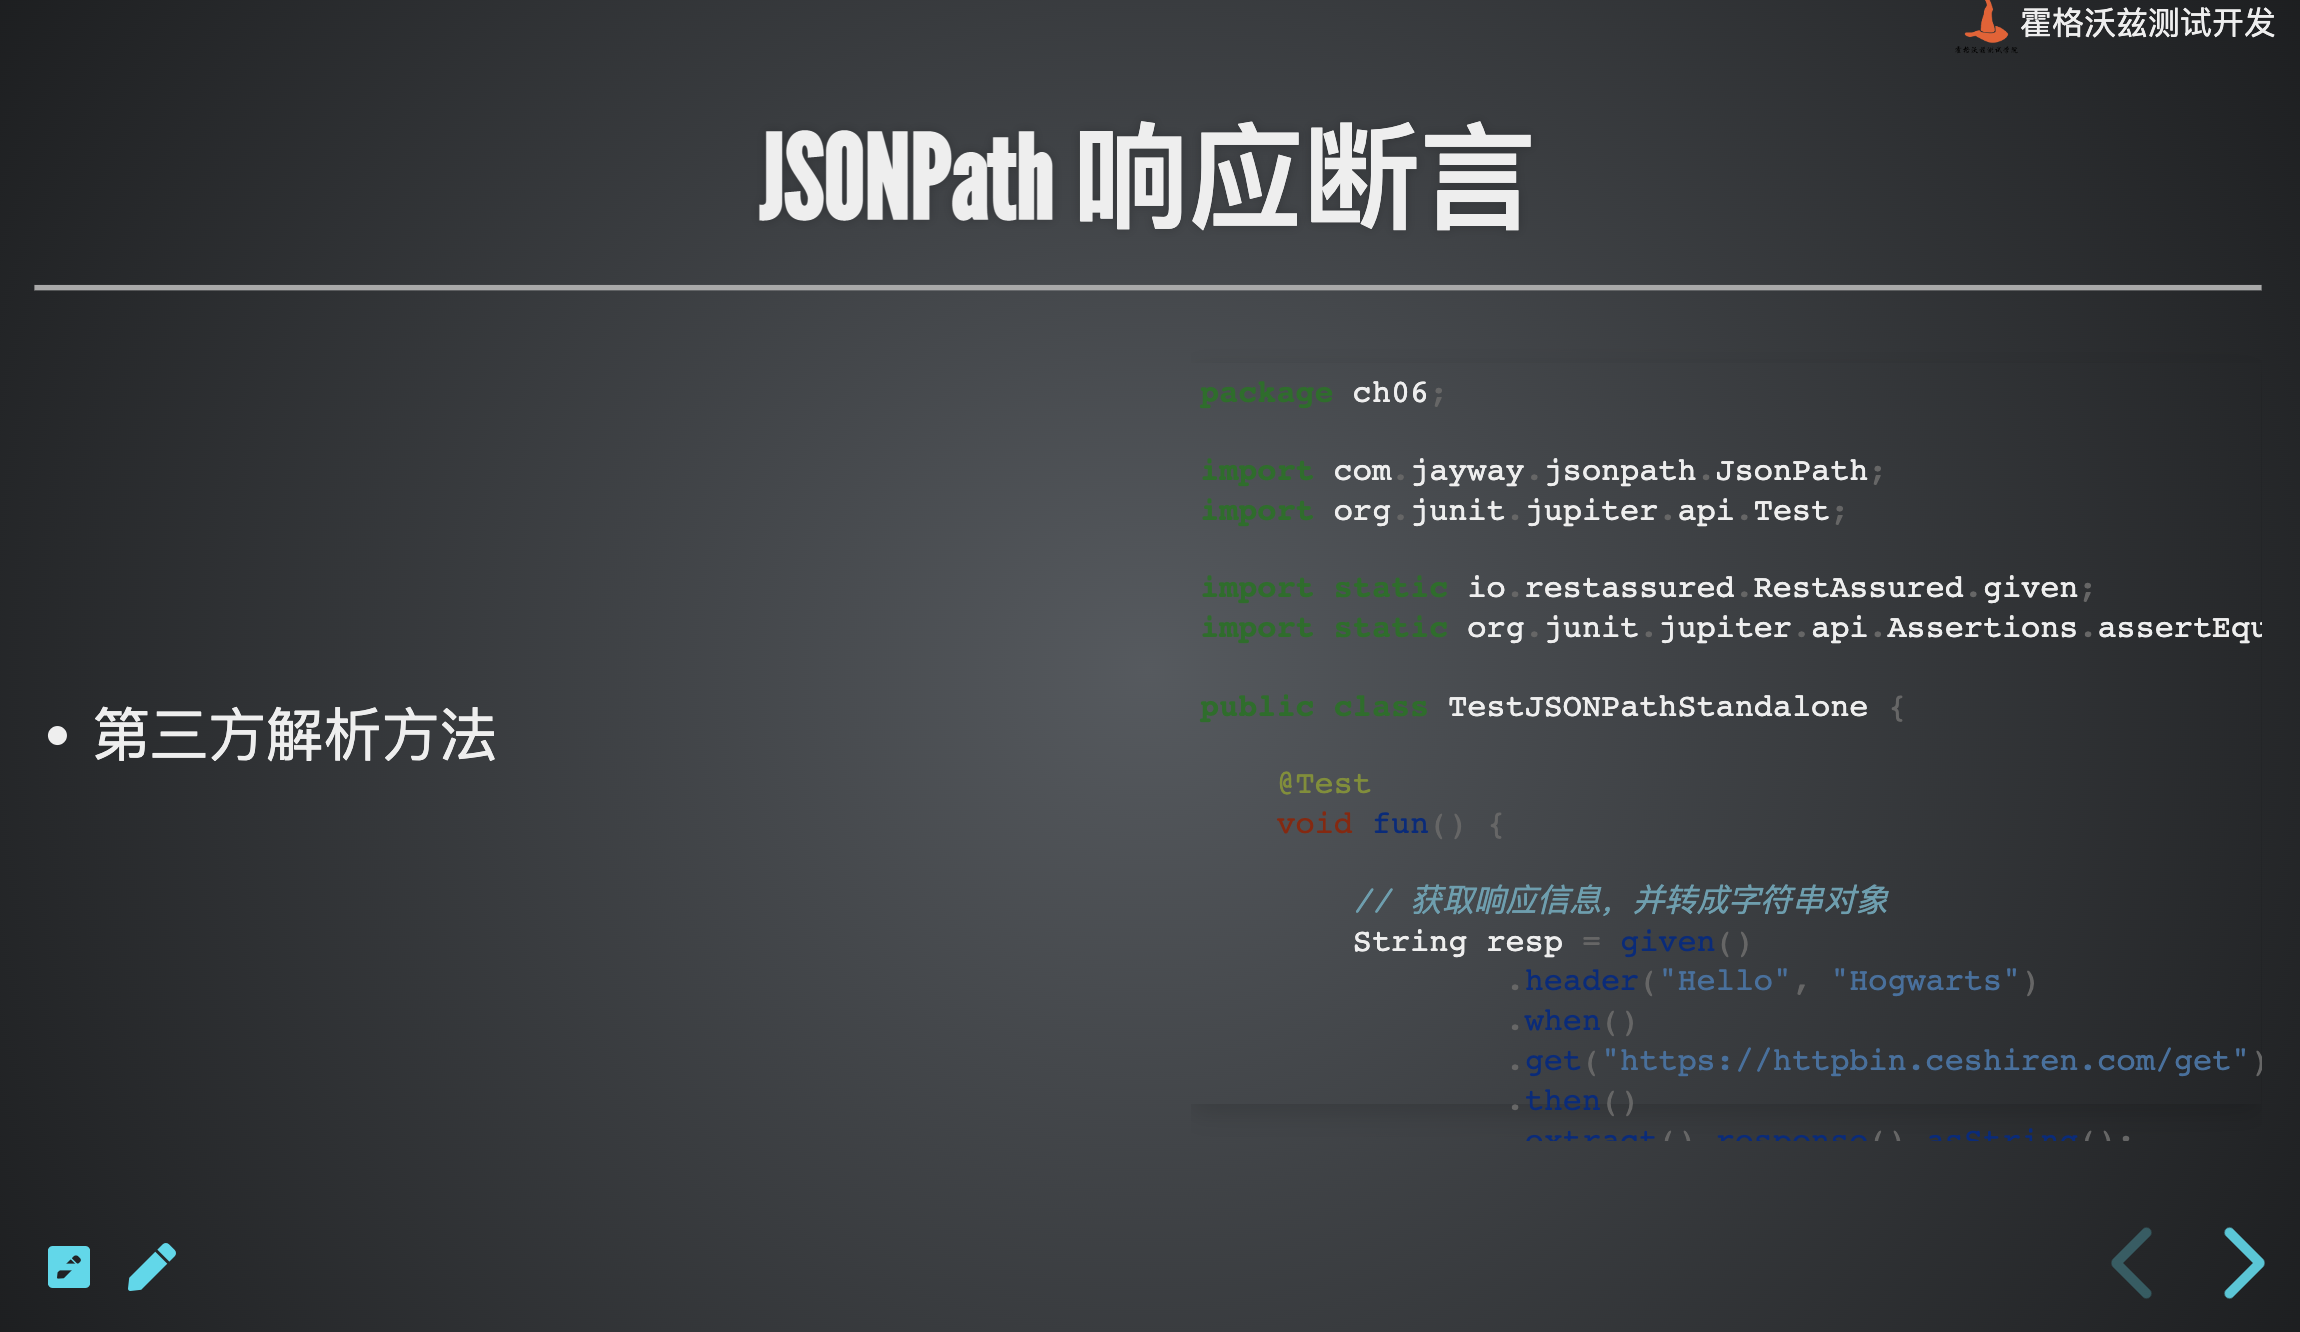 霍格沃兹测试开发
JSONPath 响应断言
第三方解析方法
package ch06;
import com.jayway.jsonpath.JsonPath;
import org.junit.jupiter.api.Test;
import static io.restassured.RestAssured.given;
import static org.junit.jupiter.api.Assertions.assertEqu
public class TestJSONPathStandalone {
@Test
void fun() {
// 获取响应信息，并转成字符串对象
String resp = given()
.header("Hello", "Hogwarts")
.when()
.get("https://httpbin.ceshiren.com/get")
.then()
.extract().response().asString();